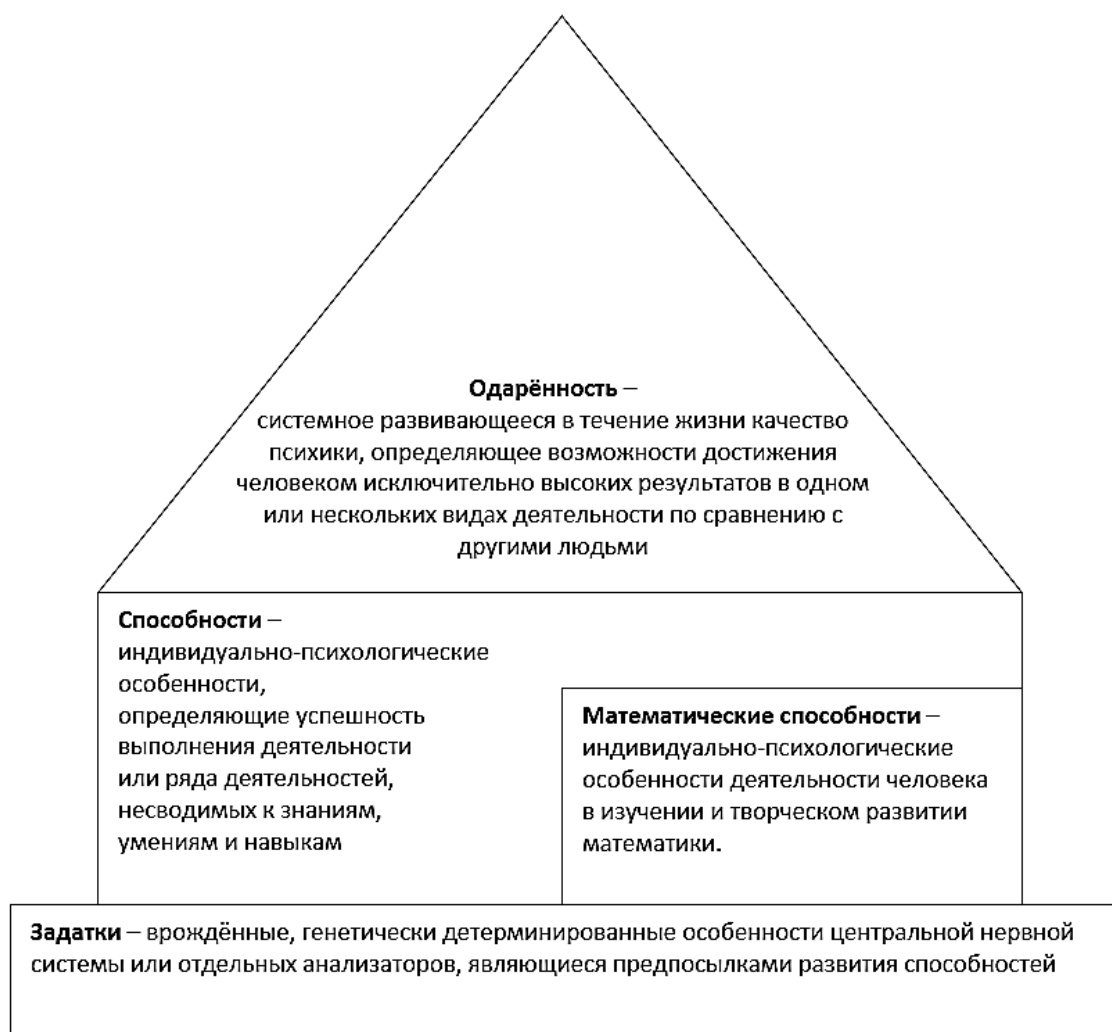 Одарённость –
системное развивающееся в течение жизни качество
психики, определяющее возможности достижения
человеком исключительно высоких результатов в одном
или нескольких видах деятельности по сравнению с
другими людьми
Способности –
индивидуально-психологические
особенности,
определяющие успешность
выполнения деятельности
или ряда деятельностей,
несводимых к знаниям,
умениям и навыкам
Математические способности –
индивидуально-психологические
особенности деятельности человека
в изучении и творческом развитии
математики.
Задатки – врождённые, генетически детерминированные особенности центральной нервной
системы или отдельных анализаторов, являющиеся предпосылками развития способностей